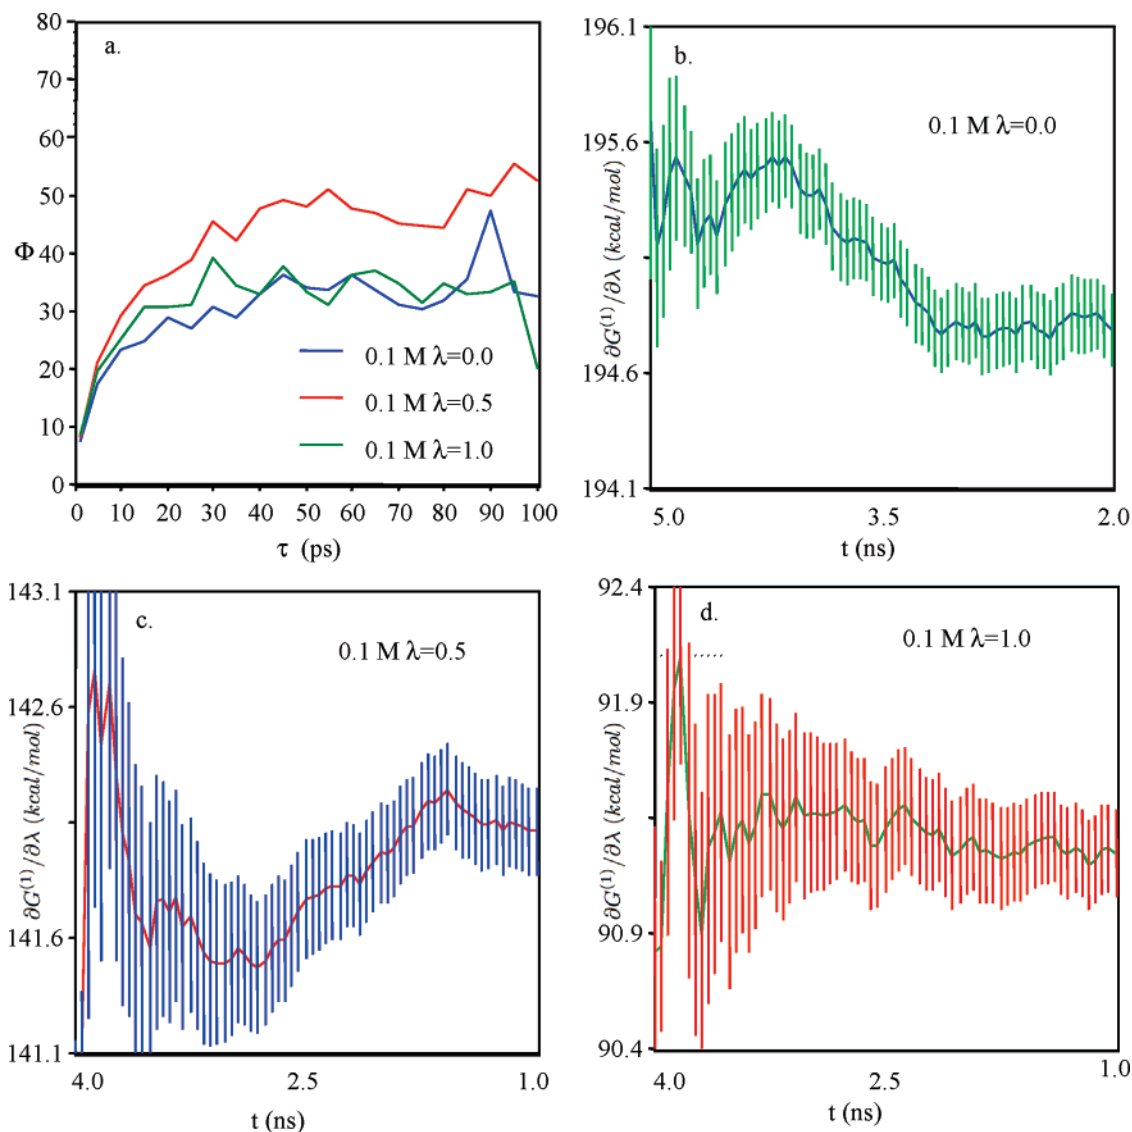 a.
80
70
60
50
40
30
20
10
0
Φ
0.1 M λ=0.0
0.1 M λ=0.5
0.1 M λ=1.0
0 10 20 30 40 50 60 70 80 90 100
τ (ps)
b.
0.1 M λ=0.0
196.1
195.6
194.6
194.1
∂G⁽¹⁾/∂λ (kcal/mol)
5.0 3.5 2.0
t (ns)
c.
0.1 M λ=0.5
143.1
142.6
141.6
141.1
∂G⁽¹⁾/∂λ (kcal/mol)
4.0 2.5 1.0
t (ns)
d.
0.1 M λ=1.0
92.4
91.9
90.9
90.4
∂G⁽¹⁾/∂λ (kcal/mol)
4.0 2.5 1.0
t (ns)